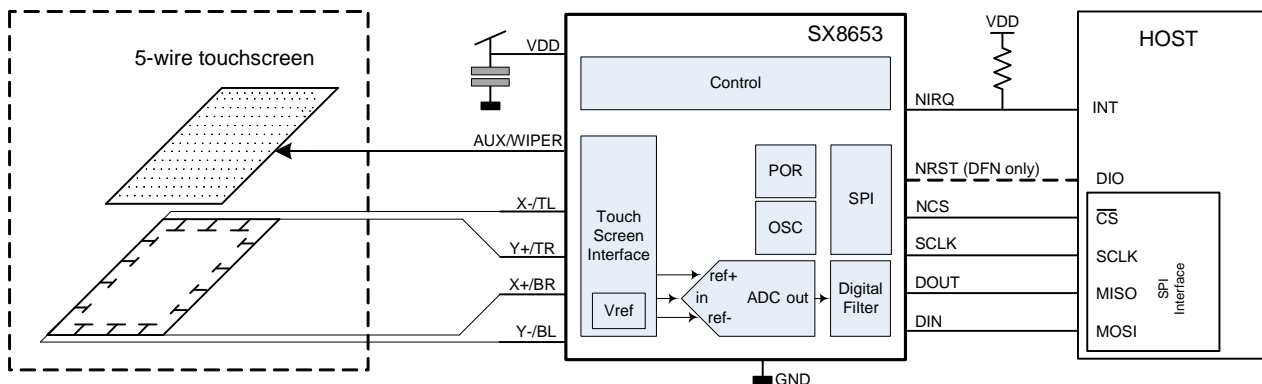 5-wire touchscreen
VDD
AUX/WIPER
X-/TL
Y+/TR
X+/BR
Y-/BL
SX8653
Control
Touch
Screen
Interface
Vref
POR
OSC
SPI
ref+
in
ref-
ADC out
Digital
Filter
GND
VDD
NIRQ
NRST (DFN only)
NCS
SCLK
DOUT
DIN
HOST
INT
DIO
CS
SCLK
MISO
MOSI
SPI
Interface